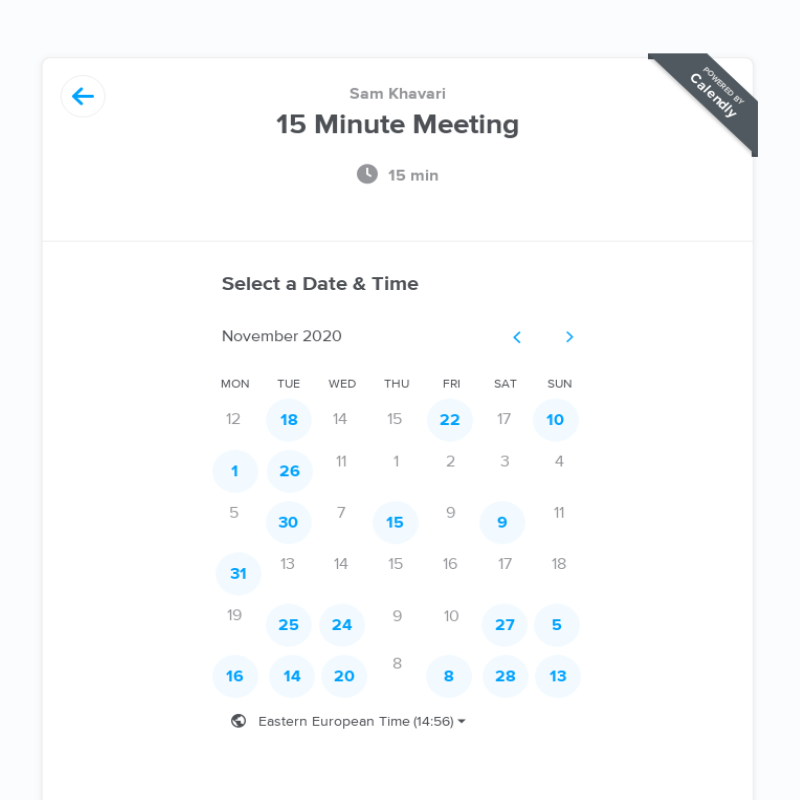 POWERED BY
Calendly
Sam Khavari
15 Minute Meeting
15 min
Select a Date & Time
November 2020
MON TUE WED THU FRI SAT SUN
12 18 14 15 22 17 10
1 26 11 1 2 3 4
5 30 7 15 9 9 11
31 13 14 15 16 17 18
19 25 24 9 10 27 5
16 14 20 8 8 28 13
Eastern European Time (14:56)